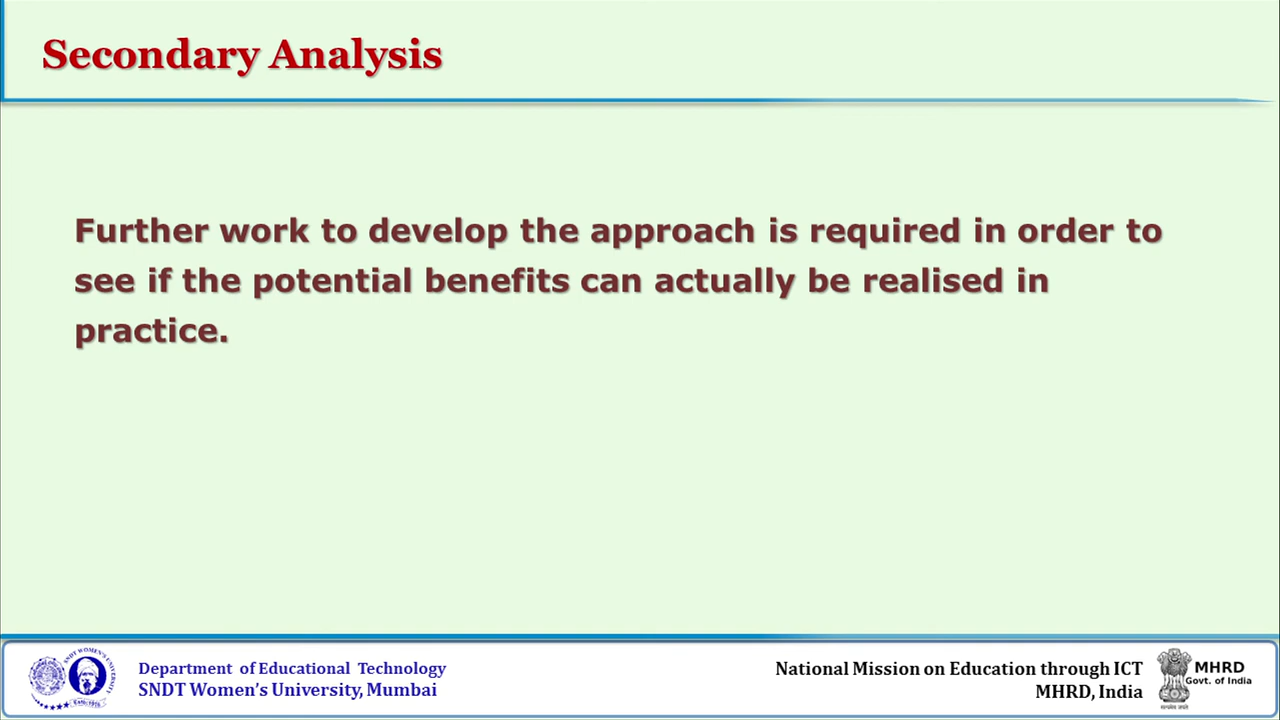 Secondary Analysis
Further work to develop the approach is required in order to
see if the potential benefits can actually be realised in
practice.
Department of Educational Technology
SNDT Women's University, Mumbai
National Mission on Education through ICT
MHRD, India
MHRD
Govt. of India